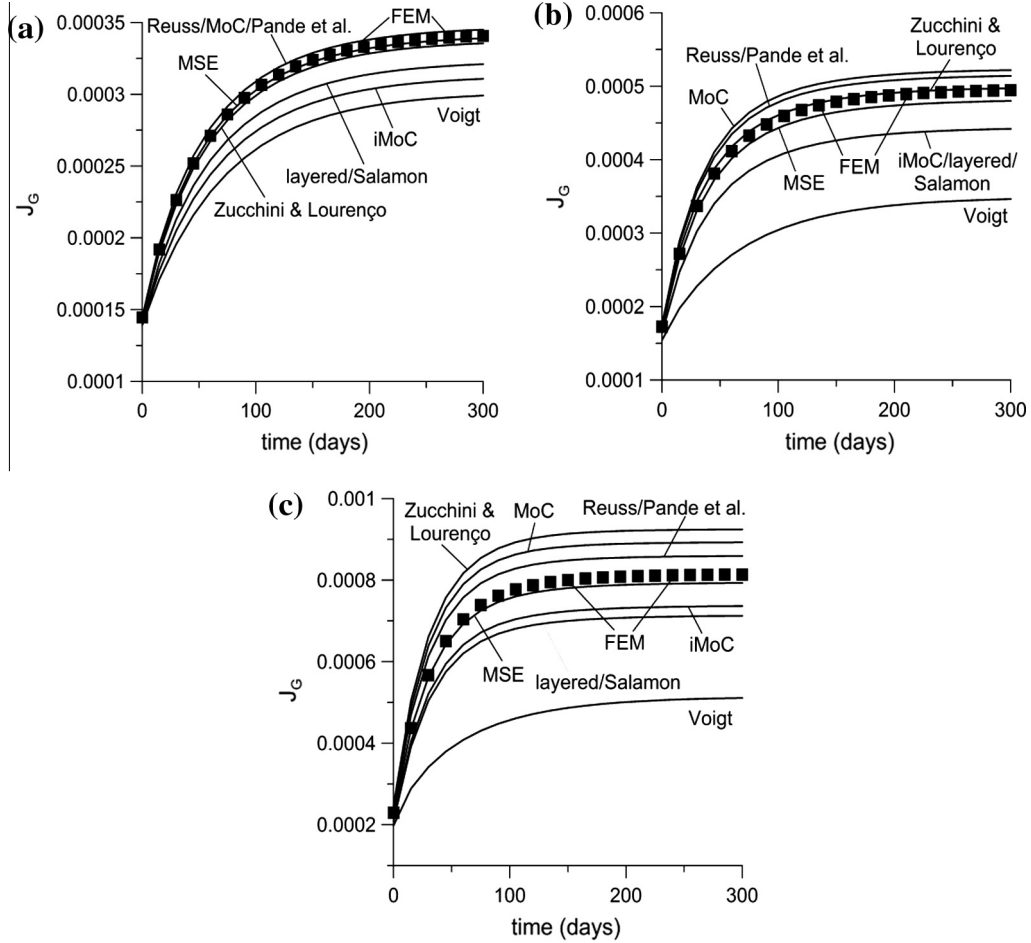 (a)
0.00035
0.0003
0.00025
0.0002
0.00015
0.0001
J_G
Reuss/MoC/Pande et al.
FEM
MSE
Voigt
iMoC
layered/Salamon
Zucchini & Lourenço
0
100
200
300
time (days)
(b)
0.0006
0.0005
0.0004
0.0003
0.0002
0.0001
J_G
Zucchini &
Lourenço
Reuss/Pande et al.
MoC
FEM
MSE
iMoC/layered/
Salamon
Voigt
0
100
200
300
time (days)
(c)
0.001
0.0008
0.0006
0.0004
0.0002
J_G
Zucchini &
Lourenço
MoC
Reuss/Pande et al.
FEM
iMoC
MSE
layered/Salamon
Voigt
0
100
200
300
time (days)